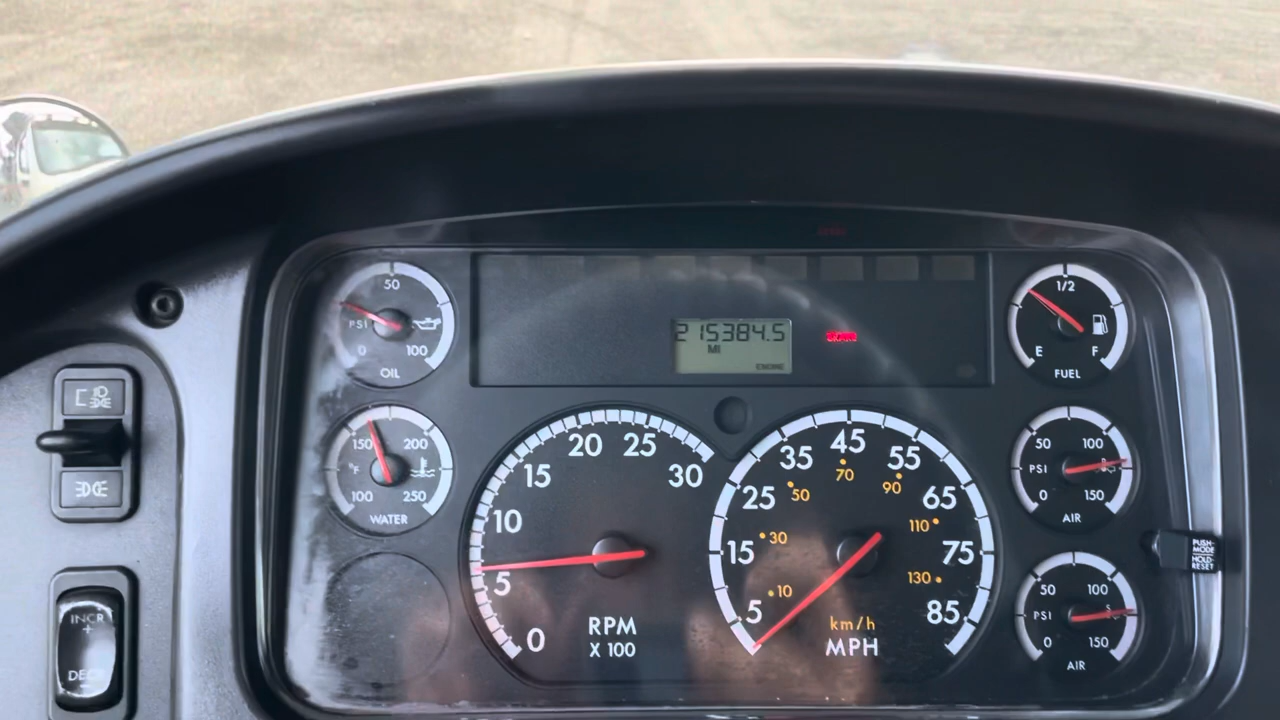 50
PSI
0
100
OIL
150
200
°F
100
250
WATER
215384.5
MI
ENGINE
1/2
E
F
FUEL
50
100
PSI
0
150
AIR
50
100
PSI
0
150
AIR
0
5
10
15
20
25
30
RPM
X 100
5
15
25
35
45
55
65
75
85
10
30
50
70
90
110
130
km/h
MPH
PUSH-
MODE
HOLD-
RESET
INCR
+
DECR